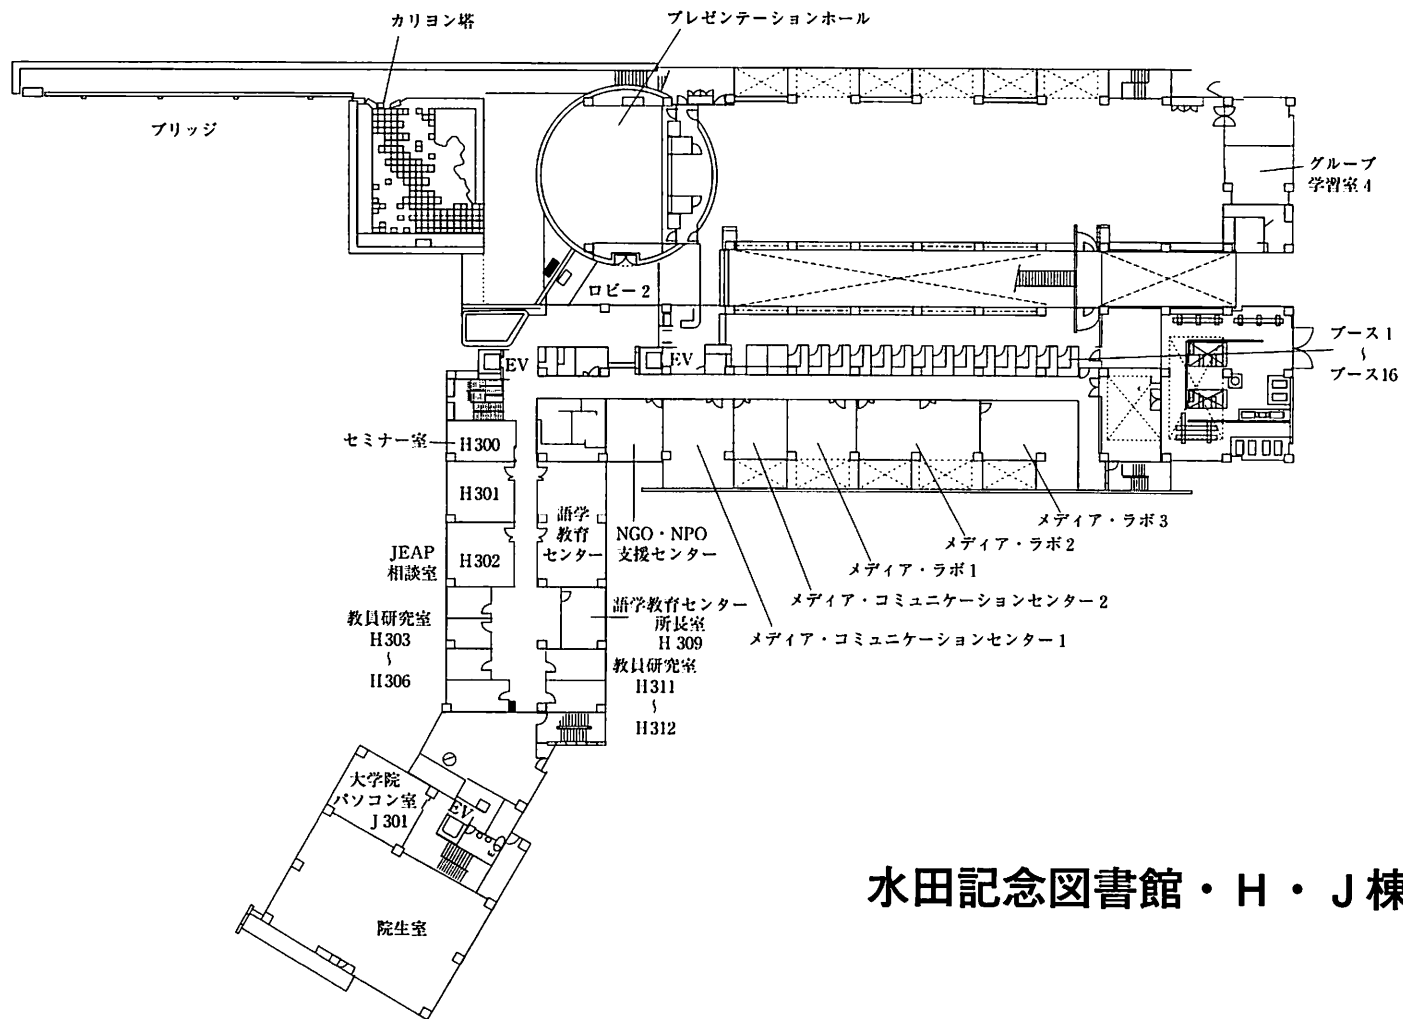 カリヨン塔
プレゼンテーションホール
ブリッジ
グループ
学習室 4
ロビー 2
EV
EV
ブース 1
〜
ブース 16
セミナー室
H300
H301
語学
教育
センター
NGO・NPO
支援センター
メディア・ラボ 3
メディア・ラボ 2
メディア・ラボ 1
メディア・コミュニケーションセンター 2
メディア・コミュニケーションセンター 1
JEAP
相談室
H302
教員研究室
H303
〜
H306
語学教育センター
所長室
H 309
教員研究室
H311
〜
H312
大学院
パソコン室
J 301
EV
院生室
水田記念図書館・H・J棟